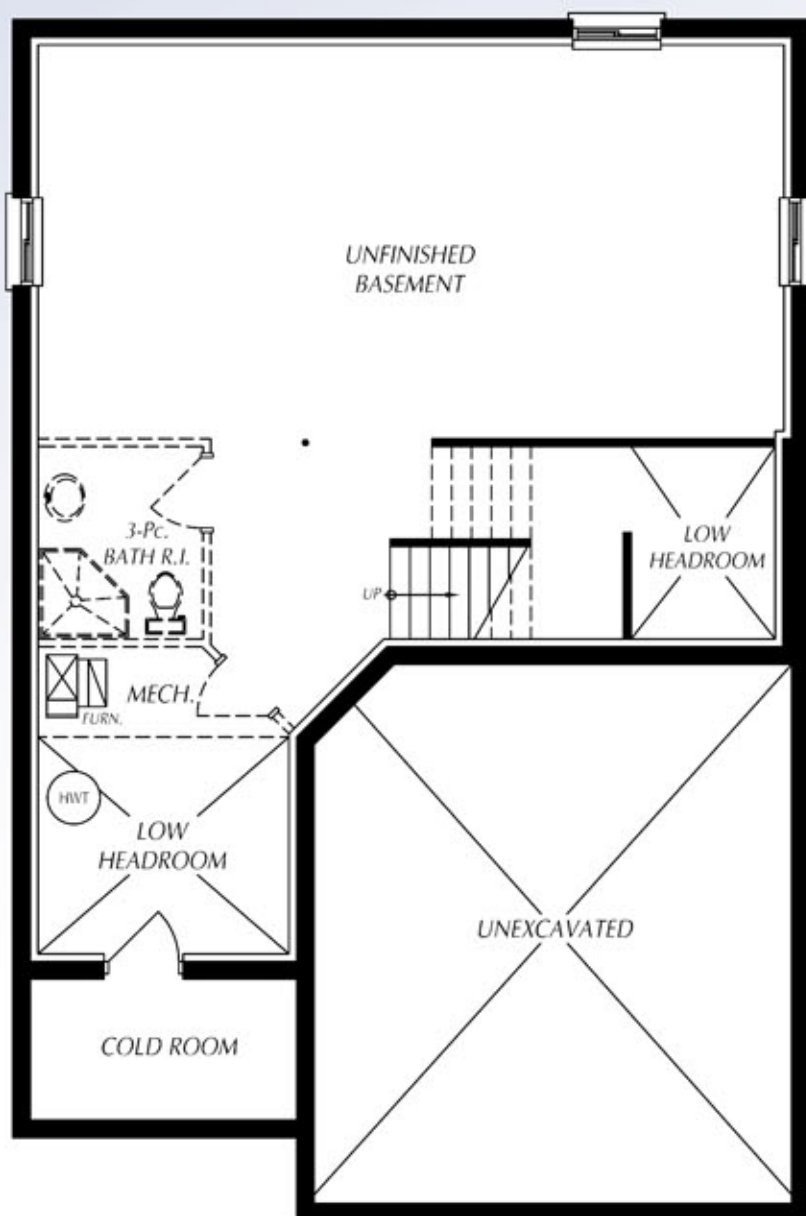 UNFINISHED
BASEMENT
3-Pc.
BATH R.I.
LOW
HEADROOM
UP
MECH.
FURN.
HWT
LOW
HEADROOM
UNEXCAVATED
COLD ROOM